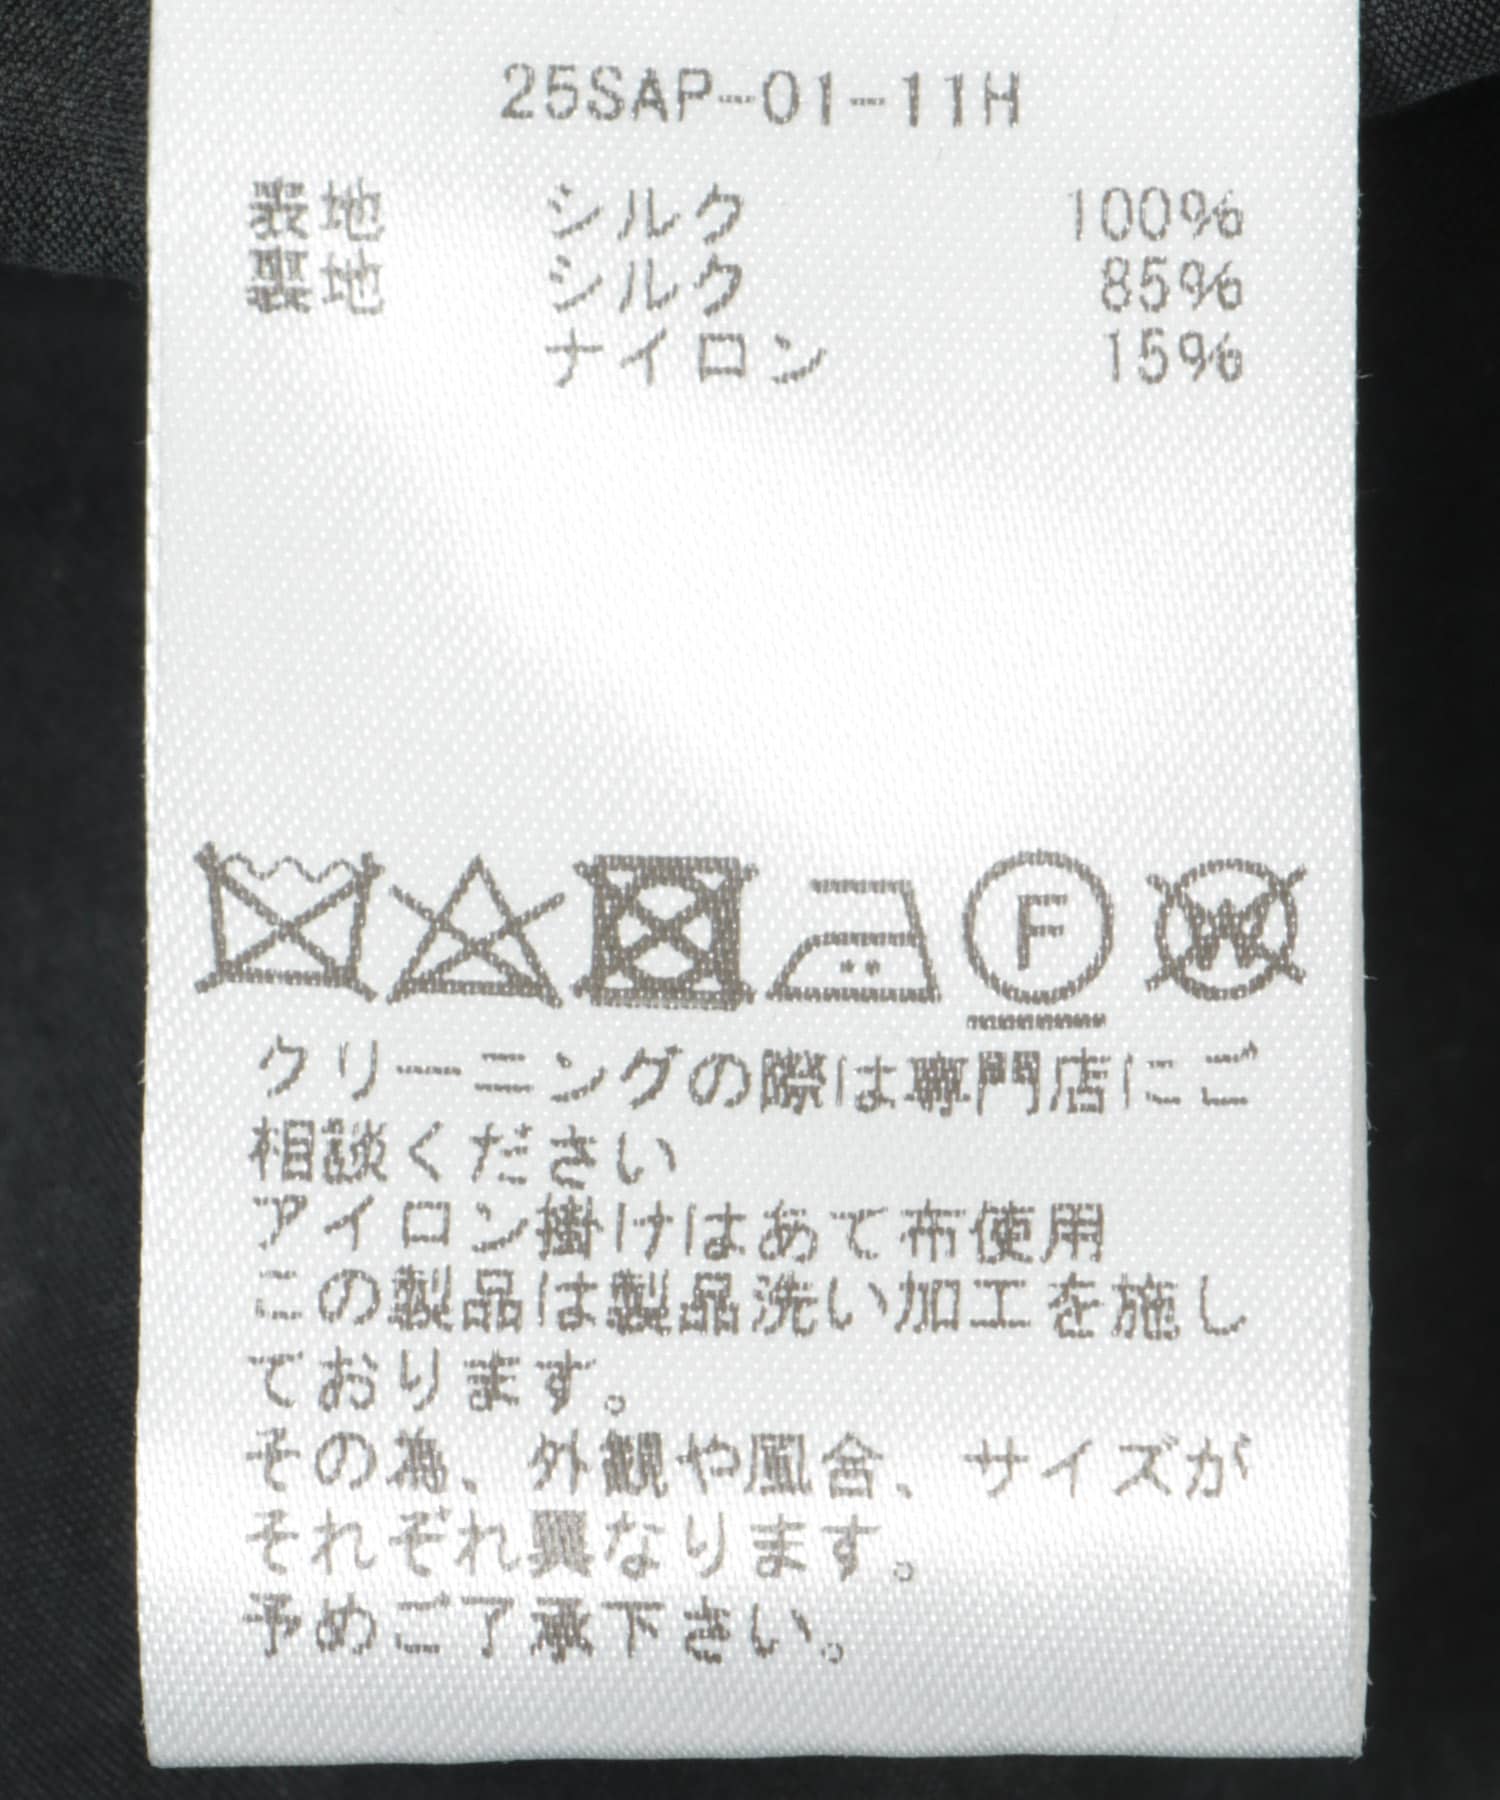 25SAP-01-11H
表地 シルク 100%
裏地 シルク 85%
ナイロン 15%
F W
クリーニングの際は専門店にご
相談ください
アイロン掛けはあて布使用
この製品は製品洗い加工を施し
ております。
その為、外観や風合、サイズが
それぞれ異なります。
予めご了承下さい。